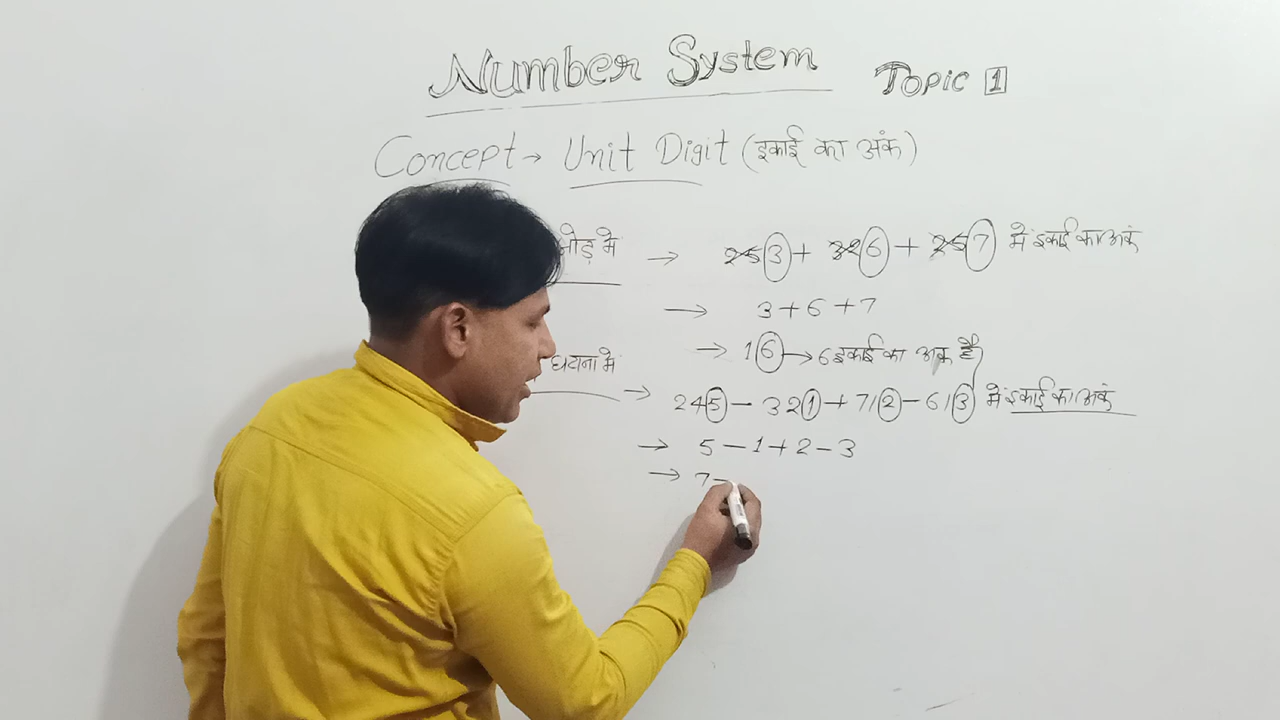 Number System Topic 1
Concept → Unit Digit (इकाई का अंक)
जोड़ में → 253 + 326 + 257 में इकाई का अंक
→ 3 + 6 + 7
→ 16 → 6 इकाई का अंक है
घटाना में → 245 - 321 + 712 - 613 में इकाई का अंक
→ 5 - 1 + 2 - 3
→ 7 -